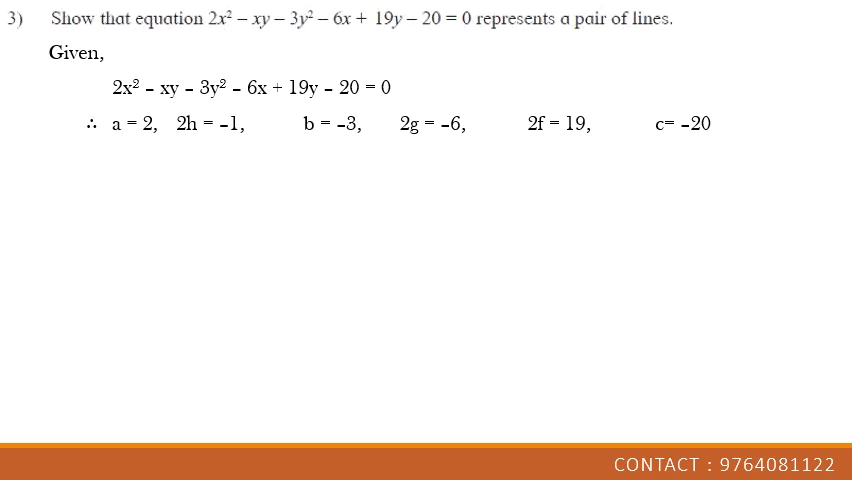 3) Show that equation 2x² – xy – 3y² – 6x + 19y – 20 = 0 represents a pair of lines.
Given,
2x² – xy – 3y² – 6x + 19y – 20 = 0
∴ a = 2, 2h = –1, b = –3, 2g = –6, 2f = 19, c= –20
CONTACT : 9764081122